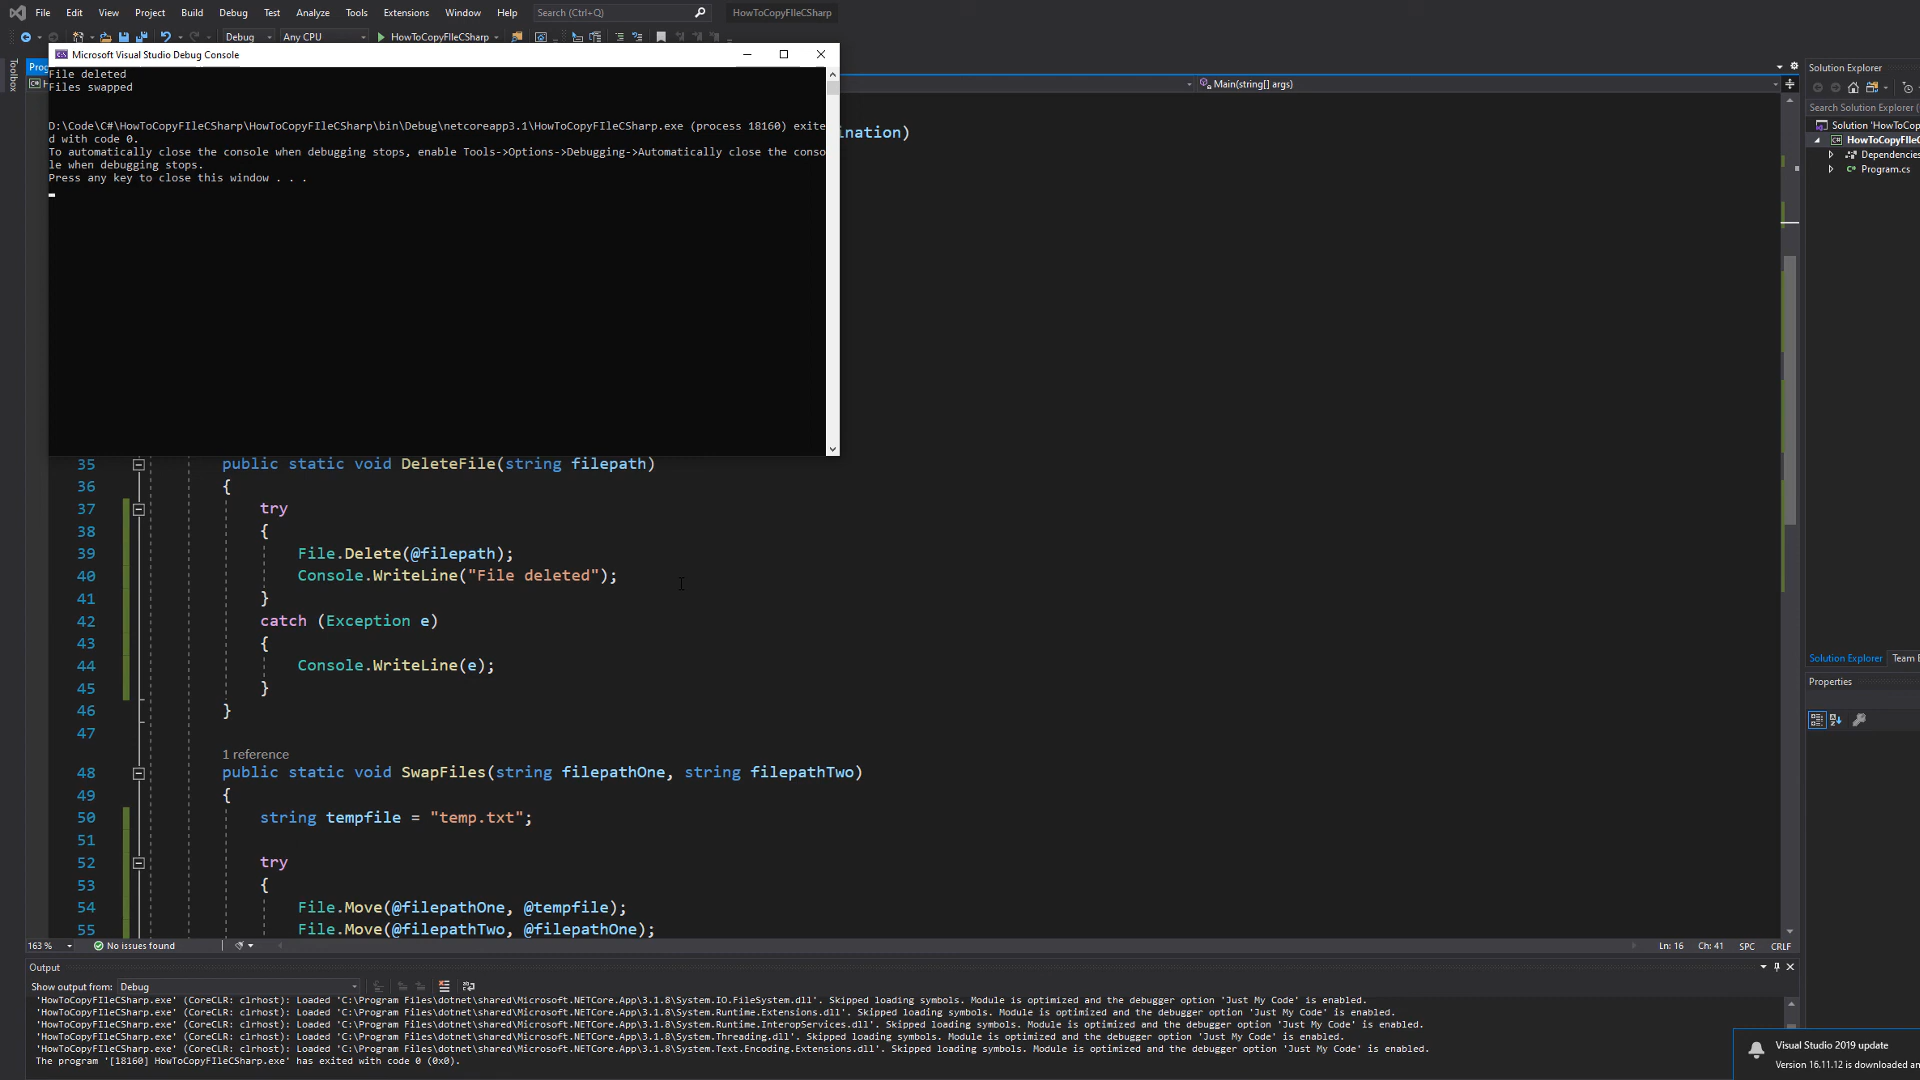 File Edit View Project Build Debug Test Analyze Tools Extensions Window Help Search (Ctrl+Q) HowToCopyFIleCSharp
Debug Any CPU HowToCopyFIleCSharp
Toolbox
Microsoft Visual Studio Debug Console
File deleted
Files swapped
D:\Code\C#\HowToCopyFIleCSharp\HowToCopyFIleCSharp\bin\Debug\netcoreapp3.1\HowToCopyFIleCSharp.exe (process 18160) exite
d with code 0.
To automatically close the console when debugging stops, enable Tools->Options->Debugging->Automatically close the conso
le when debugging stops.
Press any key to close this window . . .
Prog
H
Main(string[] args)
ination)
35 public static void DeleteFile(string filepath)
36 {
37 try
38 {
39 File.Delete(@filepath);
40 Console.WriteLine("File deleted");
41 }
42 catch (Exception e)
43 {
44 Console.WriteLine(e);
45 }
46 }
47
1 reference
48 public static void SwapFiles(string filepathOne, string filepathTwo)
49 {
50 string tempfile = "temp.txt";
51
52 try
53 {
54 File.Move(@filepathOne, @tempfile);
55 File.Move(@filepathTwo, @filepathOne);
163 % No issues found Ln: 16 Ch: 41 SPC CRLF
Output
Show output from: Debug
'HowToCopyFIleCSharp.exe' (CoreCLR: clrhost): Loaded 'C:\Program Files\dotnet\shared\Microsoft.NETCore.App\3.1.8\System.IO.FileSystem.dll'. Skipped loading symbols. Module is optimized and the debugger option 'Just My Code' is enabled.
'HowToCopyFIleCSharp.exe' (CoreCLR: clrhost): Loaded 'C:\Program Files\dotnet\shared\Microsoft.NETCore.App\3.1.8\System.Runtime.Extensions.dll'. Skipped loading symbols. Module is optimized and the debugger option 'Just My Code' is enabled.
'HowToCopyFIleCSharp.exe' (CoreCLR: clrhost): Loaded 'C:\Program Files\dotnet\shared\Microsoft.NETCore.App\3.1.8\System.Runtime.InteropServices.dll'. Skipped loading symbols. Module is optimized and the debugger option 'Just My Code' is enabled.
'HowToCopyFIleCSharp.exe' (CoreCLR: clrhost): Loaded 'C:\Program Files\dotnet\shared\Microsoft.NETCore.App\3.1.8\System.Threading.dll'. Skipped loading symbols. Module is optimized and the debugger option 'Just My Code' is enabled.
'HowToCopyFIleCSharp.exe' (CoreCLR: clrhost): Loaded 'C:\Program Files\dotnet\shared\Microsoft.NETCore.App\3.1.8\System.Text.Encoding.Extensions.dll'. Skipped loading symbols. Module is optimized and the debugger option 'Just My Code' is enabled.
The program '[18160] HowToCopyFIleCSharp.exe' has exited with code 0 (0x0).
Solution Explorer
Search Solution Explorer
Solution 'HowToCop
HowToCopyFIleC
Dependencies
Program.cs
Solution Explorer Team E
Properties
Visual Studio 2019 update
Version 16.11.12 is downloaded an